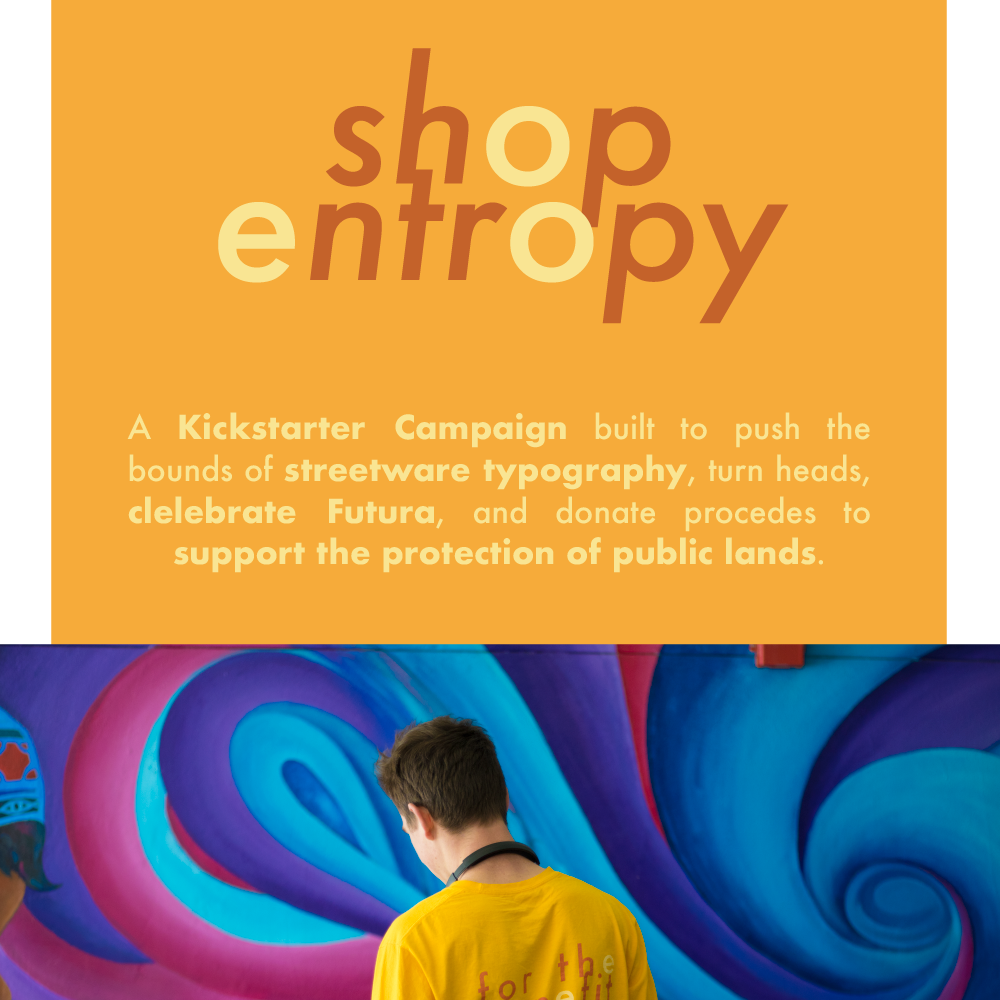 shop
entropy
A Kickstarter Campaign built to push the
bounds of streetware typography, turn heads,
clelebrate Futura, and donate procedes to
support the protection of public lands.
for the